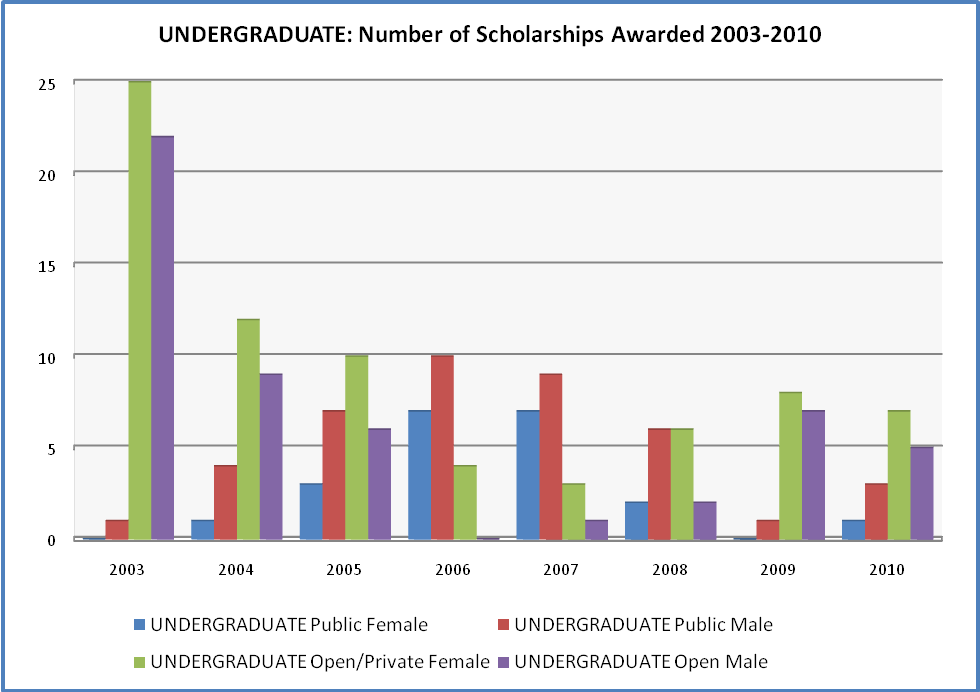 UNDERGRADUATE: Number of Scholarships Awarded 2003-2010
25
20
15
10
5
0
2003 2004 2005 2006 2007 2008 2009 2010
UNDERGRADUATE Public Female UNDERGRADUATE Public Male
UNDERGRADUATE Open/Private Female UNDERGRADUATE Open Male